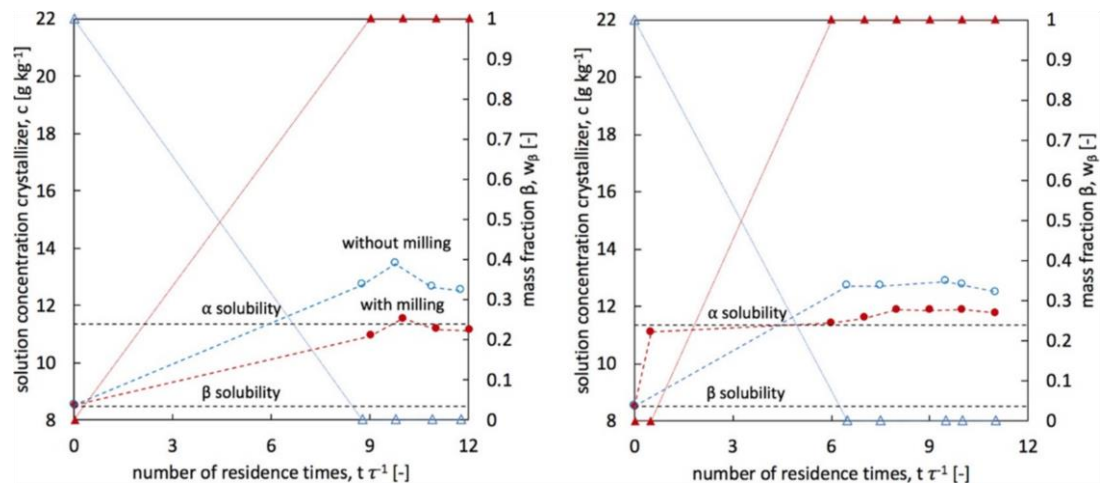 solution concentration crystallizer, c [g kg⁻¹]
22
20
18
16
14
12
10
8
without milling
α solubility
with milling
β solubility
1
0.9
0.8
0.7
0.6
0.5
0.4
0.3
0.2
0.1
0
mass fraction β, wβ [-]
0 3 6 9 12
number of residence times, t τ⁻¹ [-]
solution concentration crystallizer, c [g kg⁻¹]
22
20
18
16
14
12
10
8
without milling
α solubility
with milling
β solubility
1
0.9
0.8
0.7
0.6
0.5
0.4
0.3
0.2
0.1
0
mass fraction β, wβ [-]
0 3 6 9 12
number of residence times, t τ⁻¹ [-]